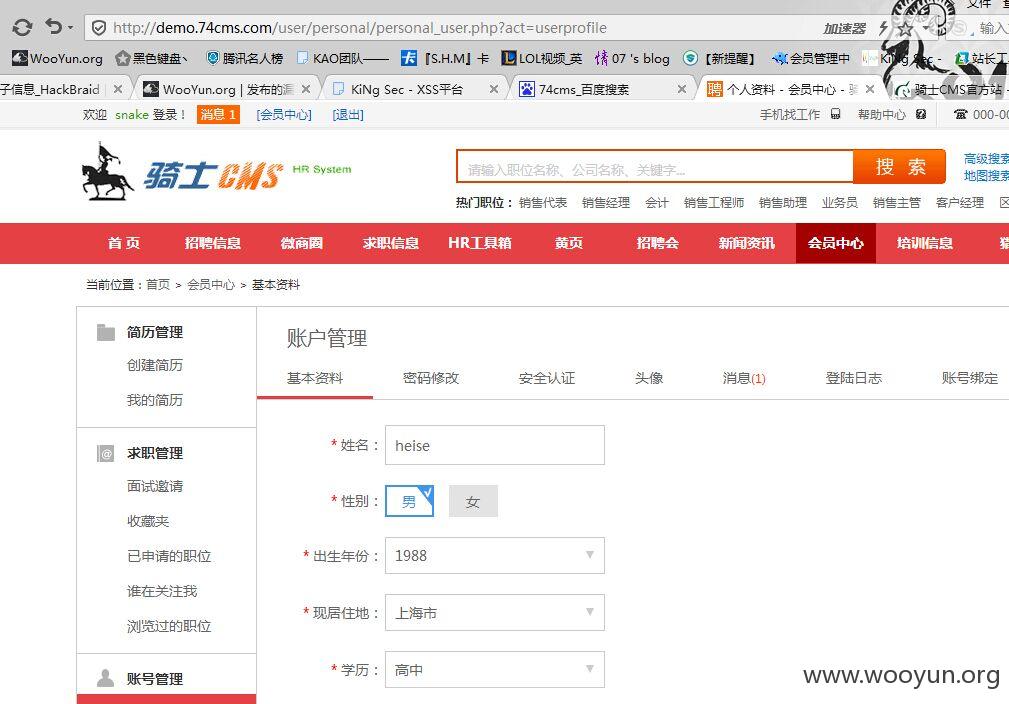 文件
http://demo.74cms.com/user/personal/personal_user.php?act=userprofile 加速器 输入
WooYun.org 黑色键盘丶 腾讯名人榜 KAO团队—— 『S.H.M』卡 LOL视频_英 情 07 's blog 【新提醒】 会员管理中 KiNg Sec - 站长工
子信息_HackBraid WooYun.org | 发布的漏 KiNg Sec - XSS平台 74cms_百度搜索 聘 个人资料 - 会员中心 - 骑 骑士CMS官方站 -
欢迎 snake 登录！ 消息 1 [会员中心] [退出] 手机找工作 帮助中心 000-00
骑士CMS HR System
请输入职位名称、公司名称、关键字... 搜 索 高级搜索
地图搜索
热门职位： 销售代表 销售经理 会计 销售工程师 销售助理 业务员 销售主管 客户经理 区
首 页 招聘信息 微商圈 求职信息 HR工具箱 黄页 招聘会 新闻资讯 会员中心 培训信息 猎
当前位置：首页 > 会员中心 > 基本资料
简历管理
创建简历
我的简历
求职管理
面试邀请
收藏夹
已申请的职位
谁在关注我
浏览过的职位
账号管理
账户管理
基本资料 密码修改 安全认证 头像 消息(1) 登陆日志 账号绑定
* 姓名： heise
* 性别： 男 女
* 出生年份： 1988
* 现居住地： 上海市
* 学历： 高中
www.wooyun.org